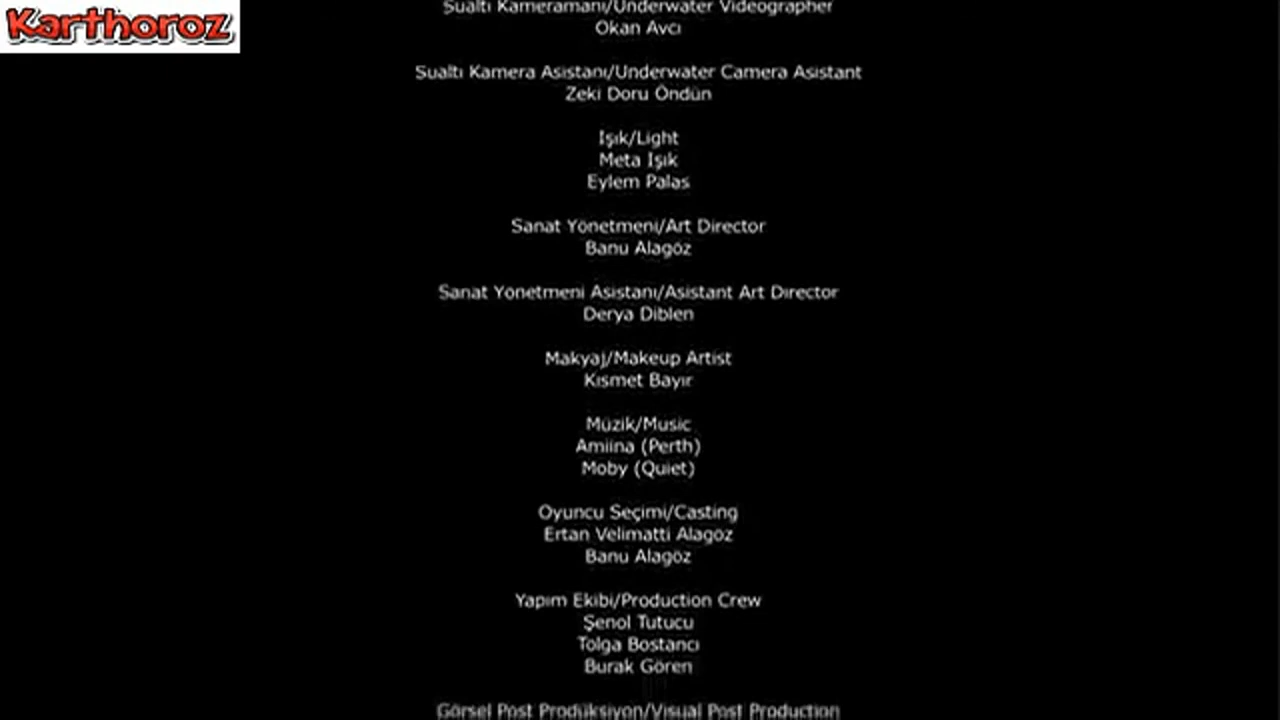 Karthoroz
Sualtı Kameramanı/Underwater Videographer
Okan Avcı
Sualtı Kamera Asistanı/Underwater Camera Asistant
Zeki Doru Öndün
Işık/Light
Meta Işık
Eylem Palas
Sanat Yönetmeni/Art Director
Banu Alagöz
Sanat Yönetmeni Asistanı/Asistant Art Director
Derya Diblen
Makyaj/Makeup Artist
Kısmet Bayır
Müzik/Music
Amiina (Perth)
Moby (Quiet)
Oyuncu Seçimi/Casting
Ertan Velimatti Alagöz
Banu Alagöz
Yapım Ekibi/Production Crew
Şenol Tutucu
Tolga Bostancı
Burak Gören
Görsel Post Prodüksiyon/Visual Post Production